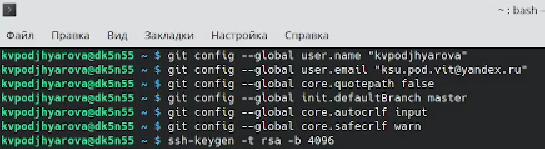 ~ : bash —
Файл Правка Вид Закладки Настройка Справка
kvpodjhyarova@dk5n55 ~ $ git config --global user.name "kvpodjhyarova"
kvpodjhyarova@dk5n55 ~ $ git config --global user.email "ksu.pod.vit@yandex.ru"
kvpodjhyarova@dk5n55 ~ $ git config --global core.quotepath false
kvpodjhyarova@dk5n55 ~ $ git config --global init.defaultBranch master
kvpodjhyarova@dk5n55 ~ $ git config --global core.autocrlf input
kvpodjhyarova@dk5n55 ~ $ git config --global core.safecrlf warn
kvpodjhyarova@dk5n55 ~ $ ssh-keygen -t rsa -b 4096